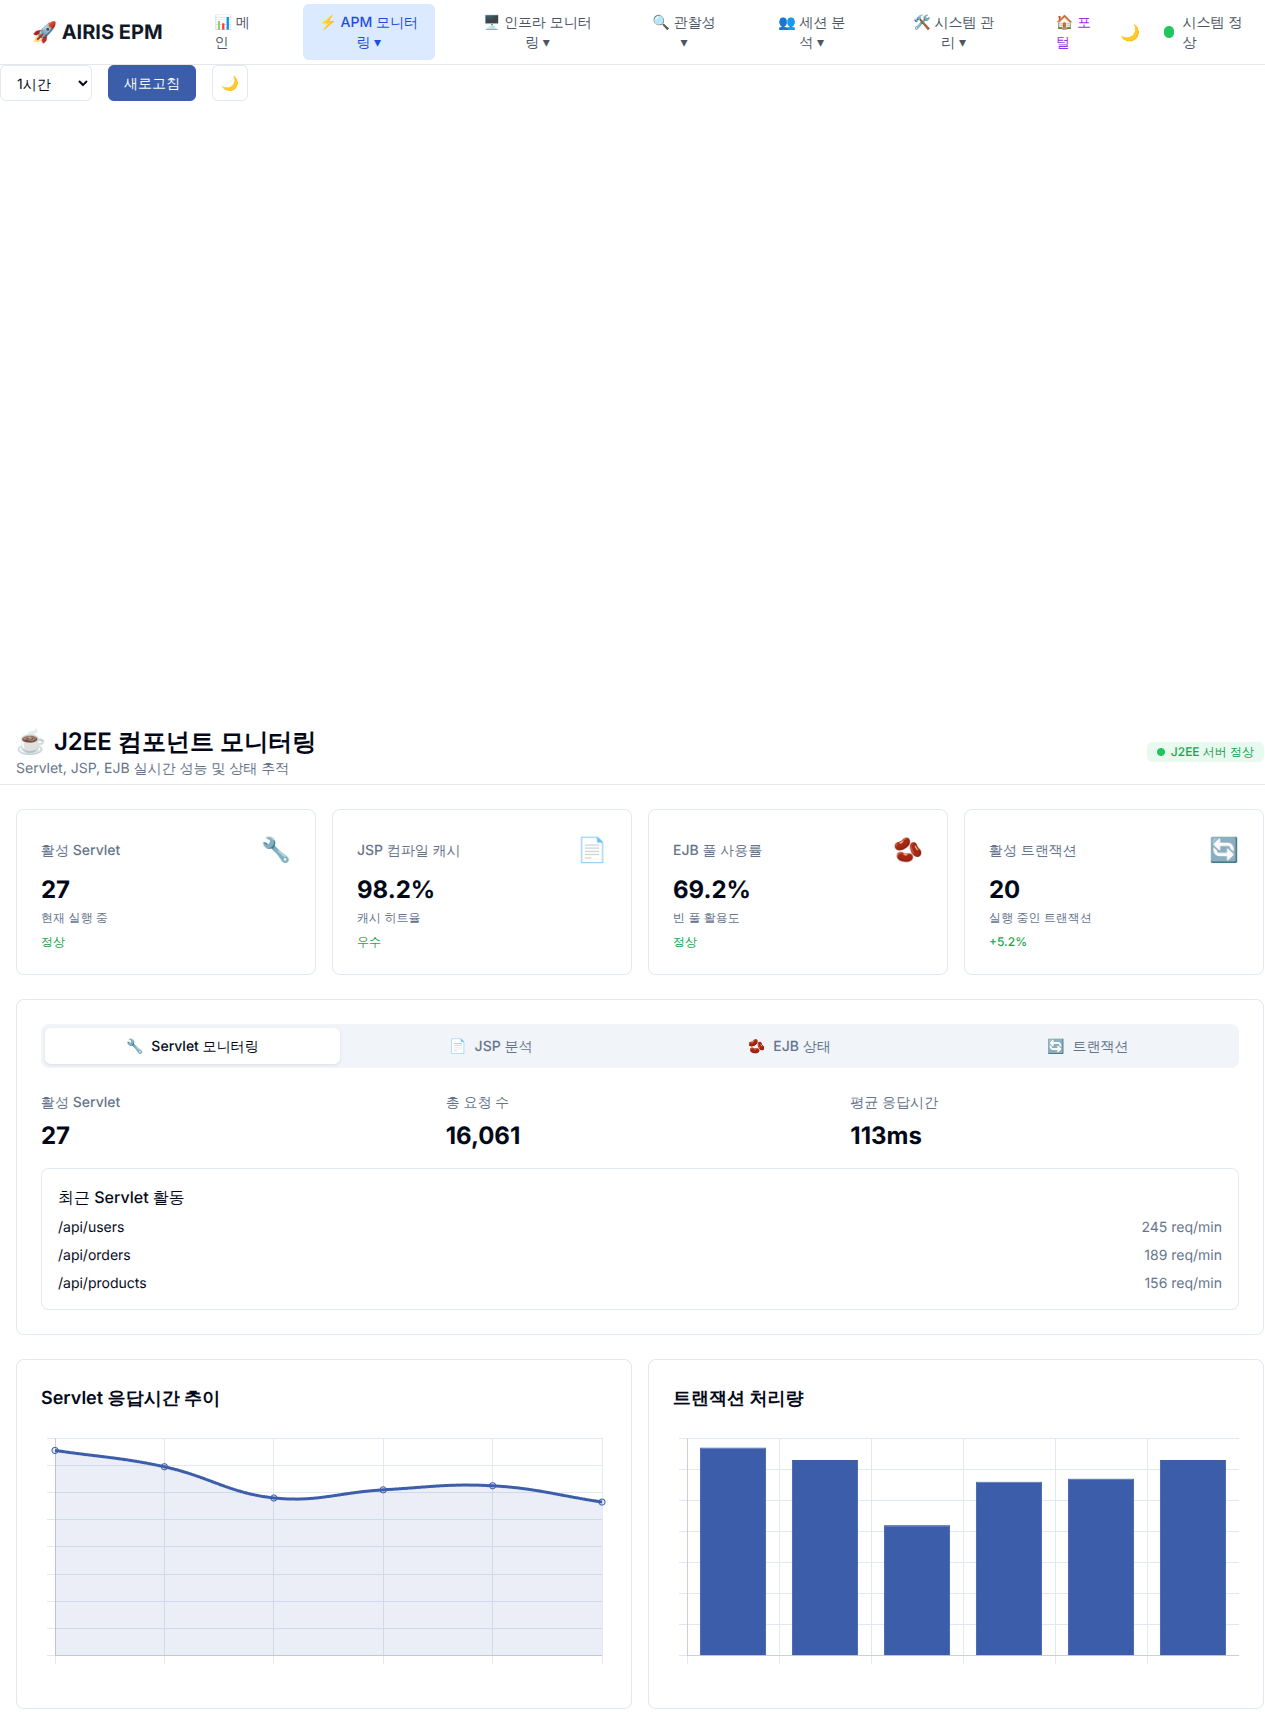 🚀 AIRIS EPM
📊 메
인
⚡ APM 모니터
링 ▾
🖥️ 인프라 모니터
링 ▾
🔍 관찰성
▾
👥 세션 분
석 ▾
🛠️ 시스템 관
리 ▾
🏠 포
털
🌙
시스템 정
상
1시간
새로고침
🌙
☕ J2EE 컴포넌트 모니터링
Servlet, JSP, EJB 실시간 성능 및 상태 추적
J2EE 서버 정상
활성 Servlet 🔧
27
현재 실행 중
정상
JSP 컴파일 캐시 📄
98.2%
캐시 히트율
우수
EJB 풀 사용률 🫘
69.2%
빈 풀 활용도
정상
활성 트랜잭션 🔄
20
실행 중인 트랜잭션
+5.2%
🔧 Servlet 모니터링
📄 JSP 분석
🫘 EJB 상태
🔄 트랜잭션
활성 Servlet
27
총 요청 수
16,061
평균 응답시간
113ms
최근 Servlet 활동
/api/users 245 req/min
/api/orders 189 req/min
/api/products 156 req/min
Servlet 응답시간 추이
트랜잭션 처리량